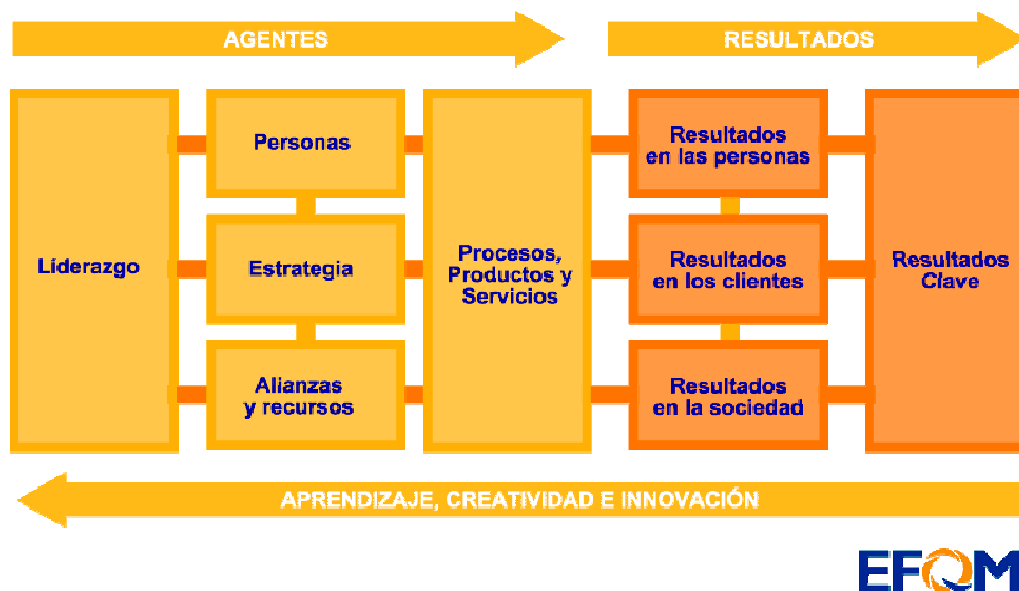 AGENTES
RESULTADOS
Líderazgo
Personas
Estrategia
Alianzas
y recursos
Procesos,
Productos y
Servicios
Resultados
en las personas
Resultados
en los clientes
Resultados
en la sociedad
Resultados
Clave
APRENDIZAJE, CREATIVIDAD E INNOVACIÓN
EFQM